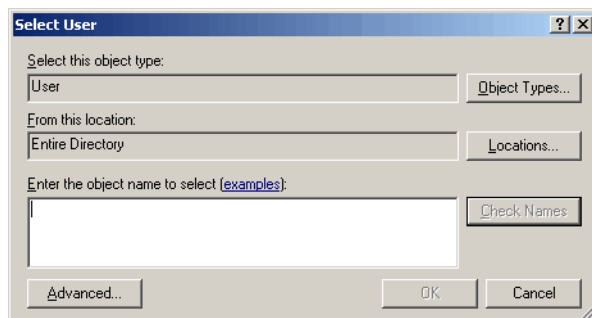 Select User
Select this object type:
User
Object Types...
From this location:
Entire Directory
Locations...
Enter the object name to select (examples):
Check Names
Advanced...
OK
Cancel